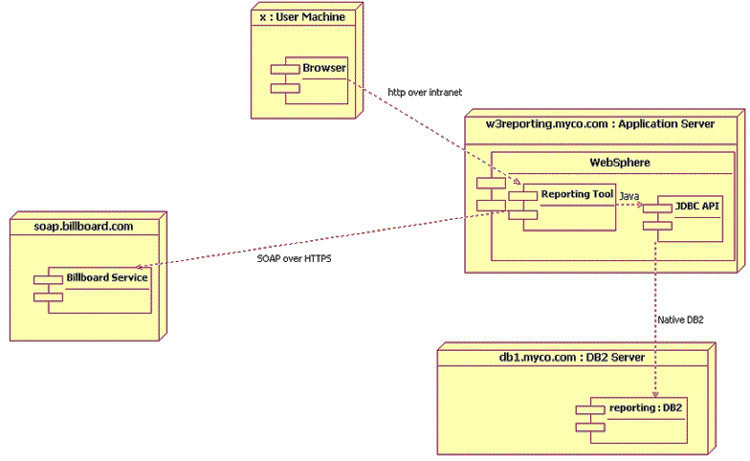 x : User Machine
Browser
http over intranet
w3reporting.myco.com : Application Server
WebSphere
Reporting Tool
Java
JDBC API
soap.billboard.com
Billboard Service
SOAP over HTTPS
Native DB2
db1.myco.com : DB2 Server
reporting : DB2